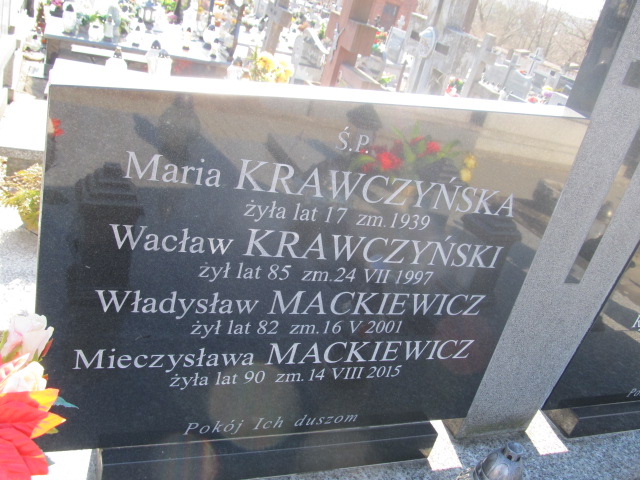 Ś.P.
Maria KRAWCZYŃSKA
żyła lat 17 zm.1939
Wacław KRAWCZYŃSKI
żył lat 85 zm.24 VII 1997
Władysław MACKIEWICZ
żył lat 82 zm.16 V 2001
Mieczysława MACKIEWICZ
żyła lat 90 zm.14 VIII 2015
Pokój Ich duszom